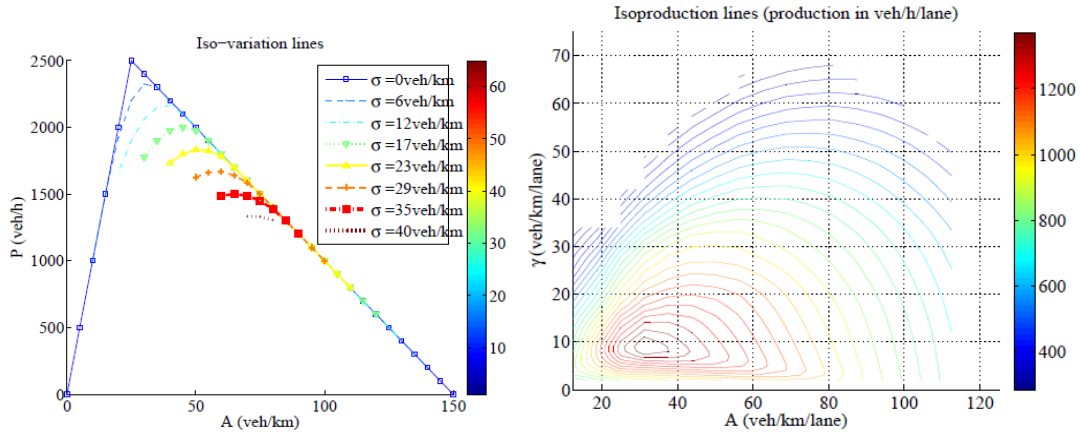 Iso−variation lines
P (veh/h)
2500
2000
1500
1000
500
0
0 50 100 150
A (veh/km)
σ =0veh/km
σ =6veh/km
σ =12veh/km
σ =17veh/km
σ =23veh/km
σ =29veh/km
σ =35veh/km
σ =40veh/km
60
50
40
30
20
10
Isoproduction lines (production in veh/h/lane)
γ (veh/km/lane)
70
60
50
40
30
20
10
0
20 40 60 80 100 120
A (veh/km/lane)
1200
1000
800
600
400